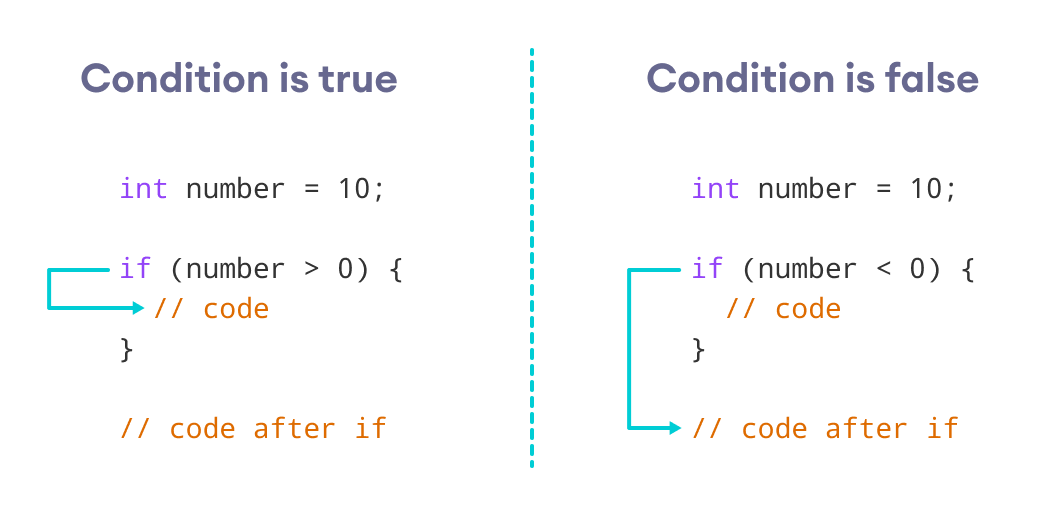 Condition is true
int number = 10;
if (number > 0) {
// code
}
// code after if
Condition is false
int number = 10;
if (number < 0) {
// code
}
// code after if